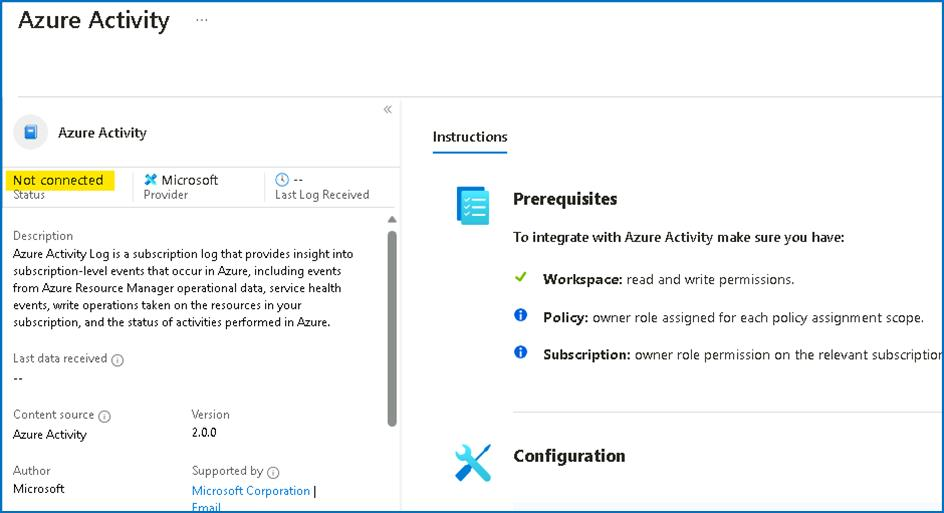 Azure Activity ...
«
Azure Activity
Not connected
Status
Microsoft
Provider
--
Last Log Received
Description
Azure Activity Log is a subscription log that provides insight into
subscription-level events that occur in Azure, including events
from Azure Resource Manager operational data, service health
events, write operations taken on the resources in your
subscription, and the status of activities performed in Azure.
Last data received
--
Content source
Azure Activity
Version
2.0.0
Author
Microsoft
Supported by
Microsoft Corporation |
Email
Instructions
Prerequisites
To integrate with Azure Activity make sure you have:
Workspace: read and write permissions.
Policy: owner role assigned for each policy assignment scope.
Subscription: owner role permission on the relevant subscription
Configuration